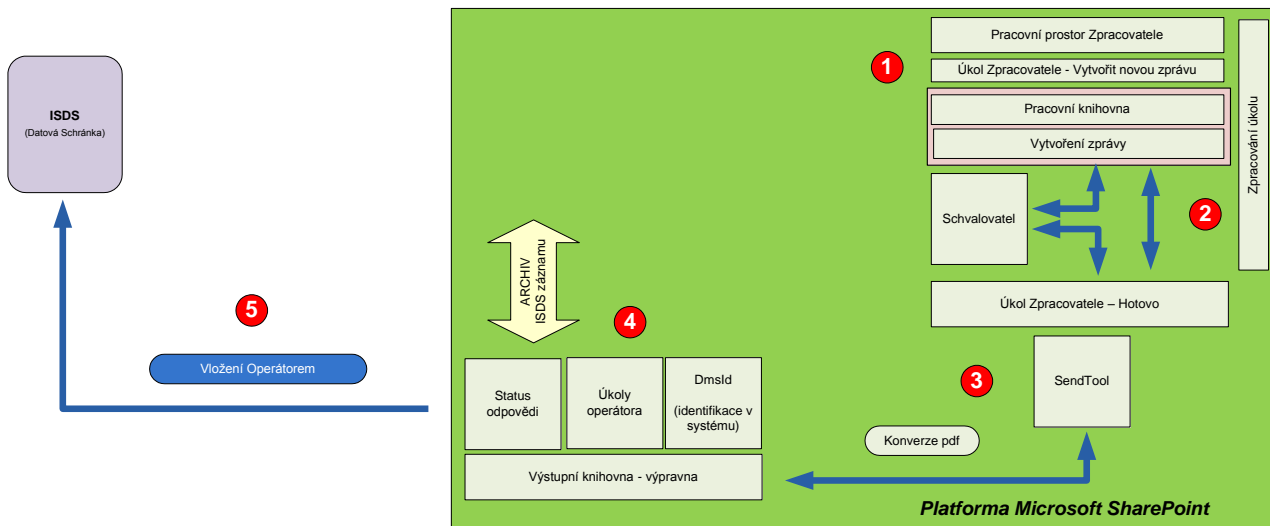 Pracovní prostor Zpracovatele
1
Úkol Zpracovatele - Vytvořit novou zprávu
Pracovní knihovna
Vytvoření zprávy
Zpracování úkolu
ISDS
(Datová Schránka)
Schvalovatel
2
ARCHIV
ISDS záznamu
Úkol Zpracovatele – Hotovo
5
4
Vložení Operátorem
3
SendTool
Status
odpovědi
Úkoly
operátora
DmsId
(identifikace v
systému)
Konverze pdf
Výstupní knihovna - výpravna
Platforma Microsoft SharePoint